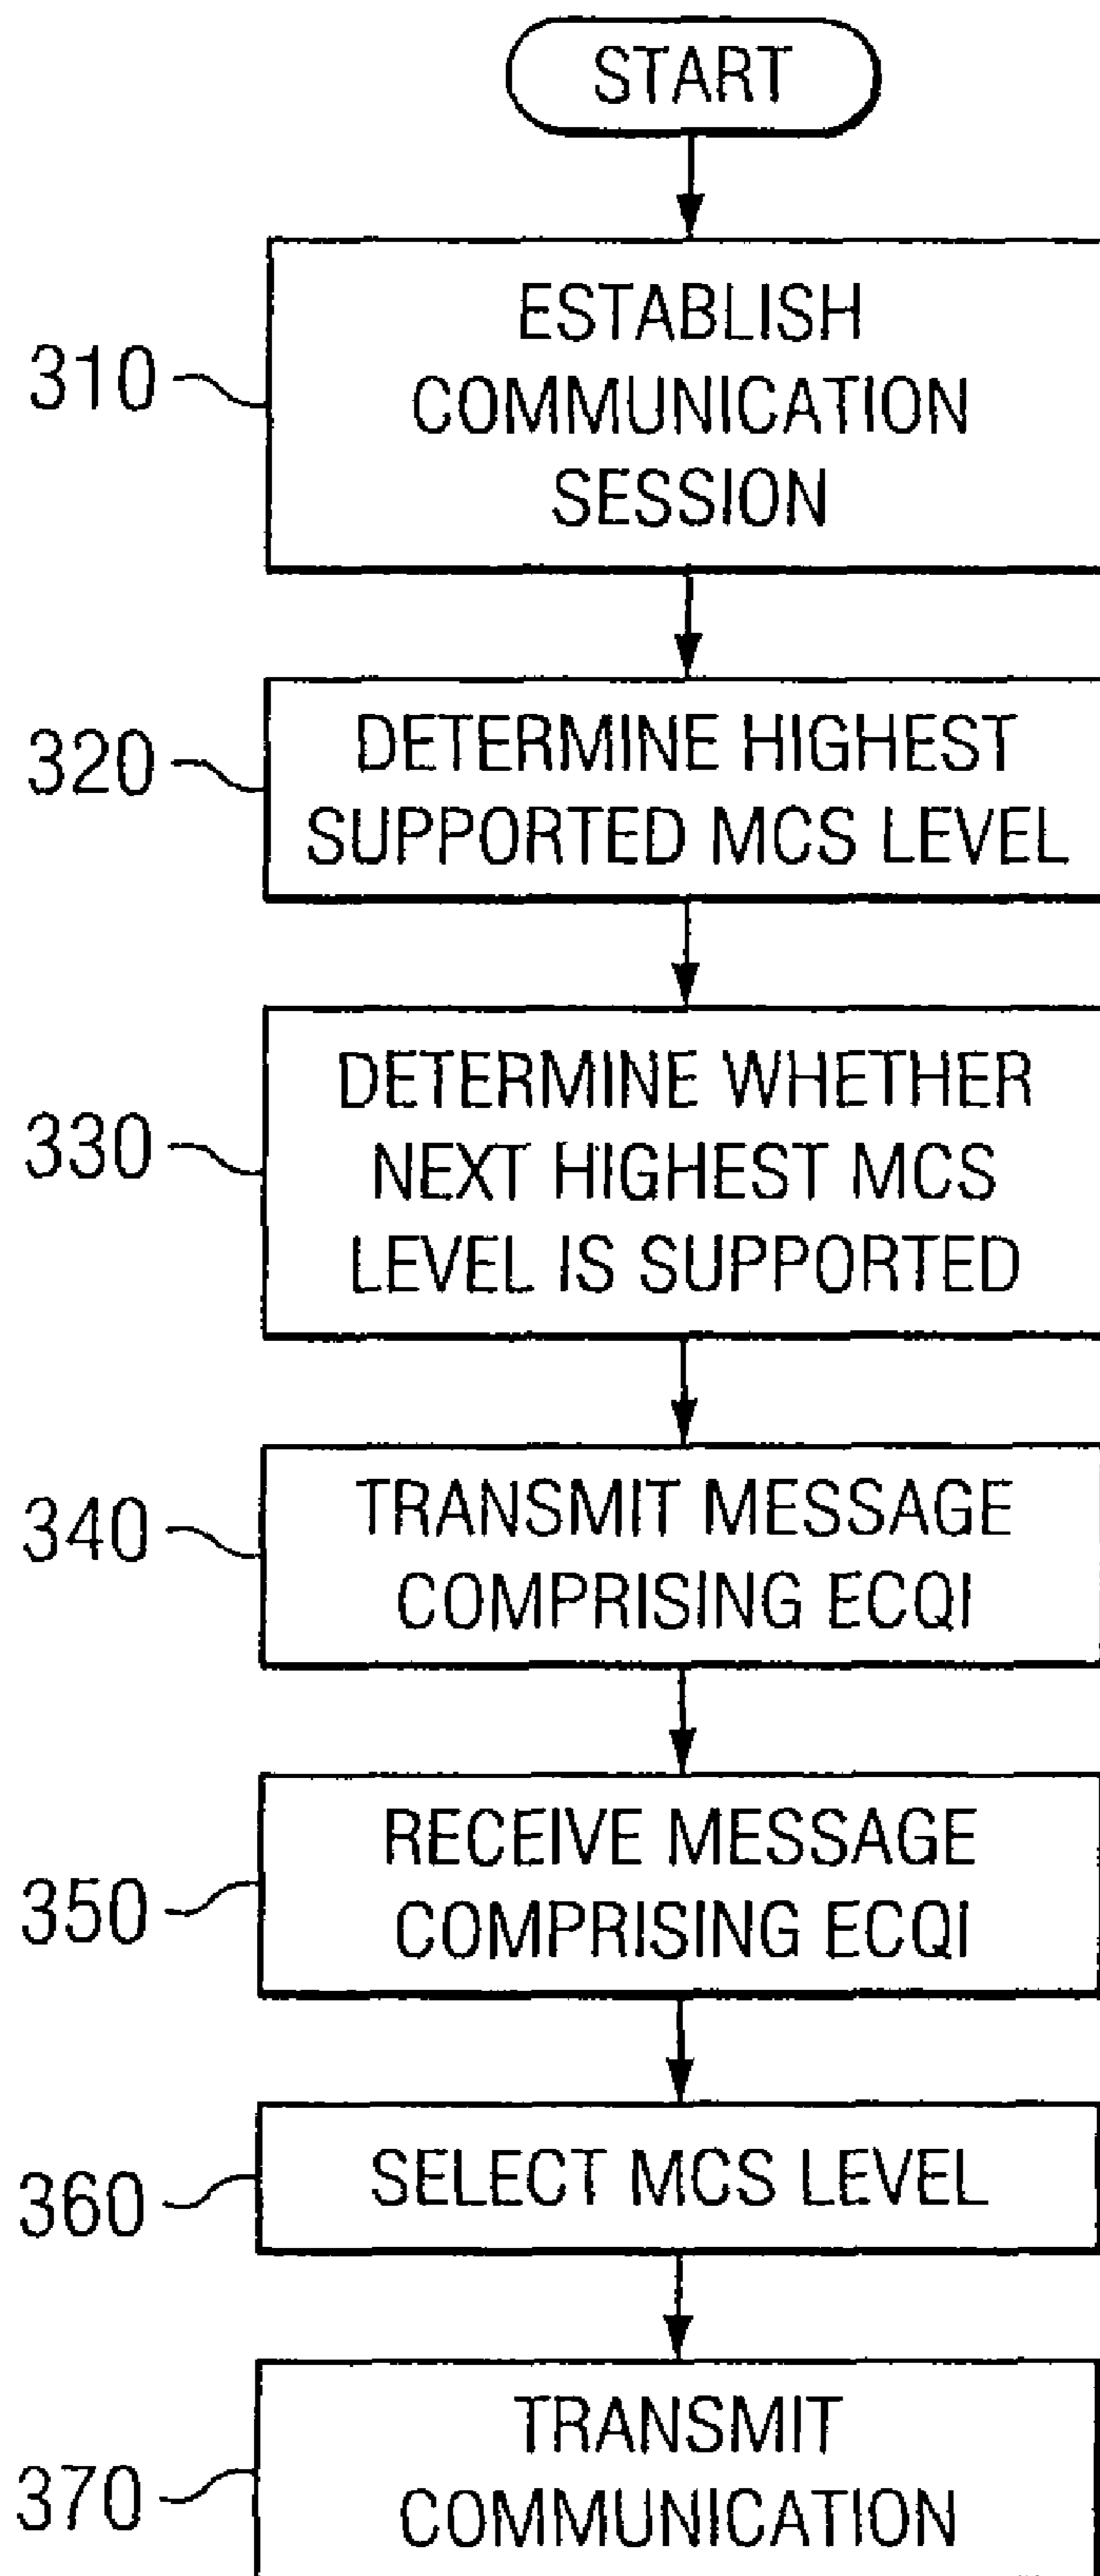 START
310
ESTABLISH
COMMUNICATION
SESSION
320
DETERMINE HIGHEST
SUPPORTED MCS LEVEL
330
DETERMINE WHETHER
NEXT HIGHEST MCS
LEVEL IS SUPPORTED
340
TRANSMIT MESSAGE
COMPRISING ECQI
350
RECEIVE MESSAGE
COMPRISING ECQI
360
SELECT MCS LEVEL
370
TRANSMIT
COMMUNICATION